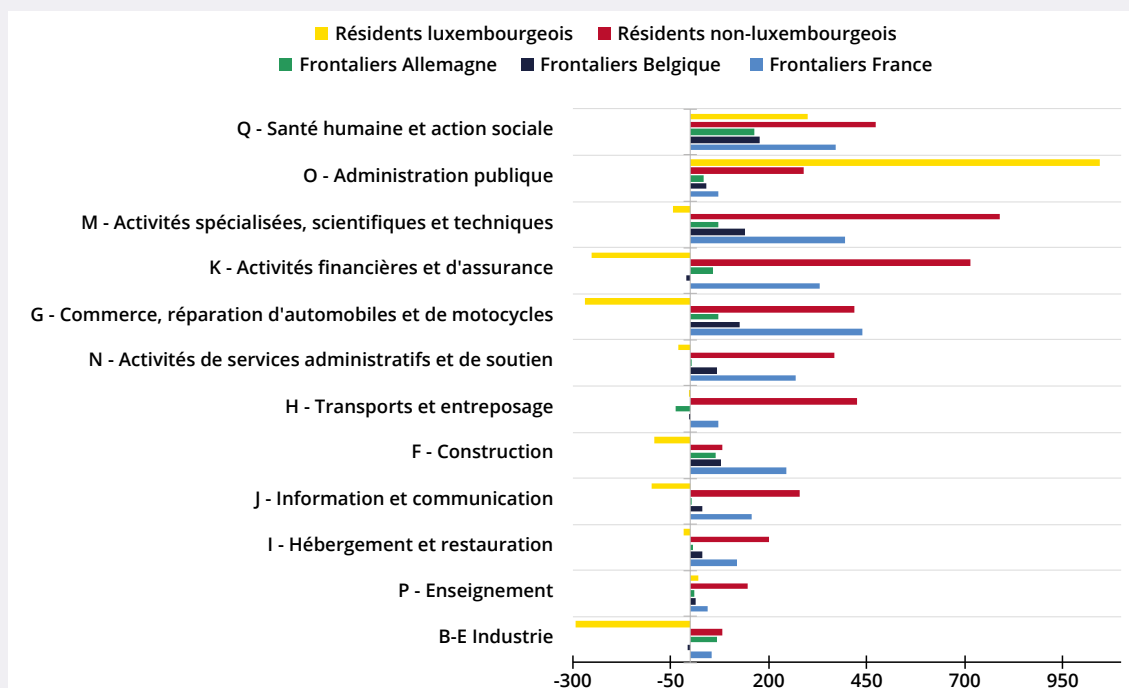 Résidents luxembourgeois Résidents non-luxembourgeois
Frontaliers Allemagne Frontaliers Belgique Frontaliers France
Q - Santé humaine et action sociale
O - Administration publique
M - Activités spécialisées, scientifiques et techniques
K - Activités financières et d'assurance
G - Commerce, réparation d'automobiles et de motocycles
N - Activités de services administratifs et de soutien
H - Transports et entreposage
F - Construction
J - Information et communication
I - Hébergement et restauration
P - Enseignement
B-E Industrie
-300 -50 200 450 700 950